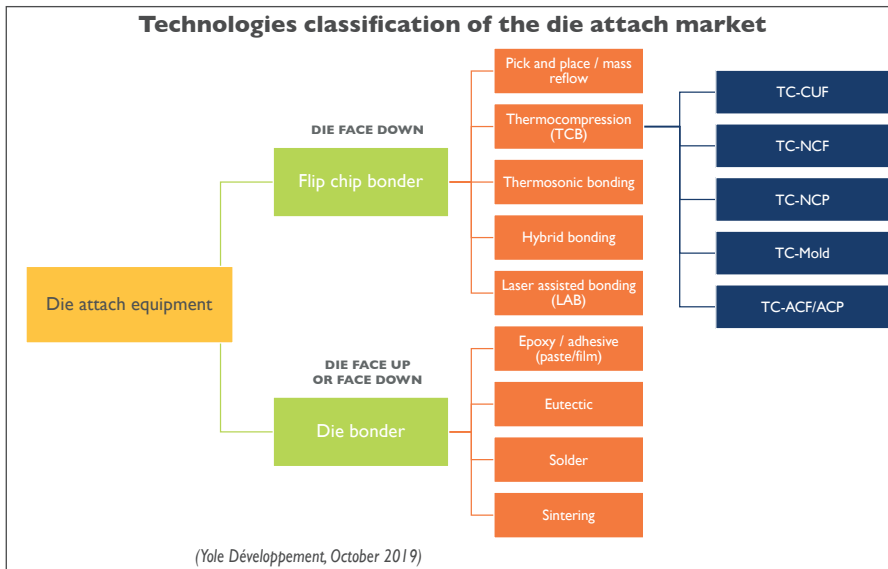 Technologies classification of the die attach market
Die attach equipment
DIE FACE DOWN
Flip chip bonder
Pick and place / mass
reflow
Thermocompression
(TCB)
Thermosonic bonding
Hybrid bonding
Laser assisted bonding
(LAB)
TC-CUF
TC-NCF
TC-NCP
TC-Mold
TC-ACF/ACP
DIE FACE UP
OR FACE DOWN
Die bonder
Epoxy / adhesive
(paste/film)
Eutectic
Solder
Sintering
(Yole Développement, October 2019)